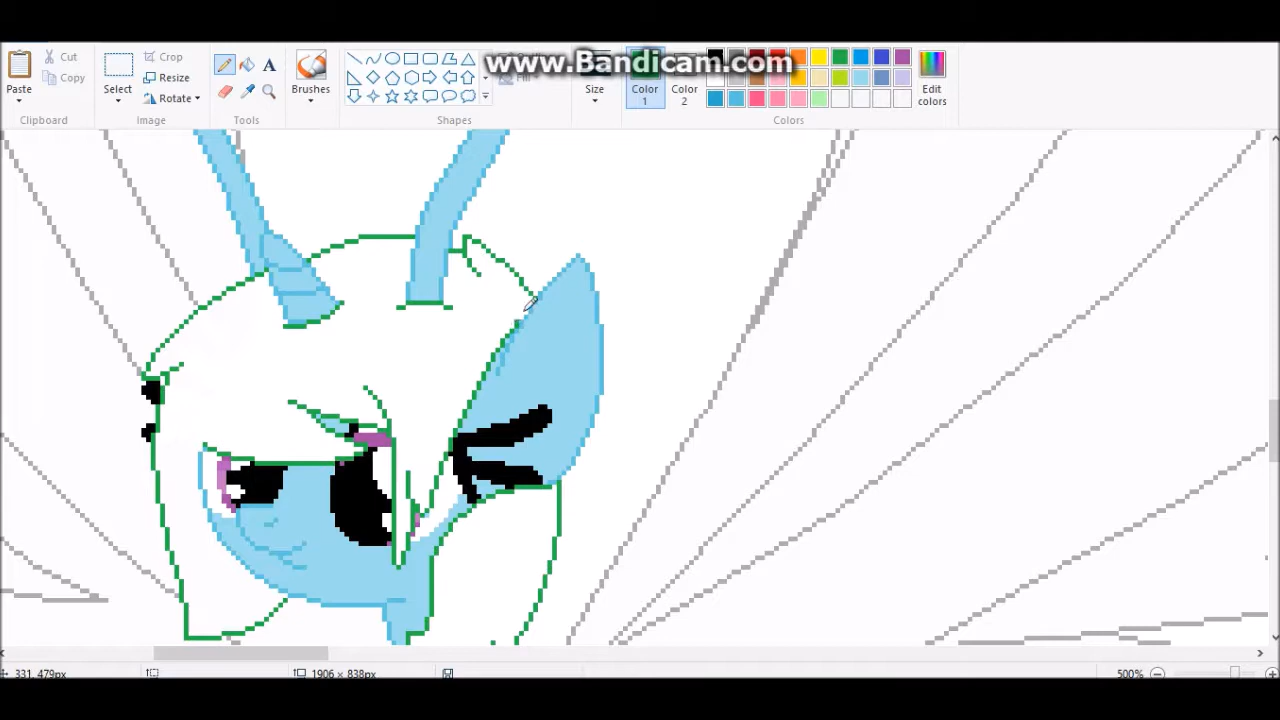 www.Bandicam.com
Cut
Copy
Paste
Clipboard
Crop
Resize
Rotate
Select
Image
A
Tools
Brushes
Shapes
Fill
Size
Color
1
Color
2
Edit
colors
Colors
331, 479px
1906 × 838px
500%